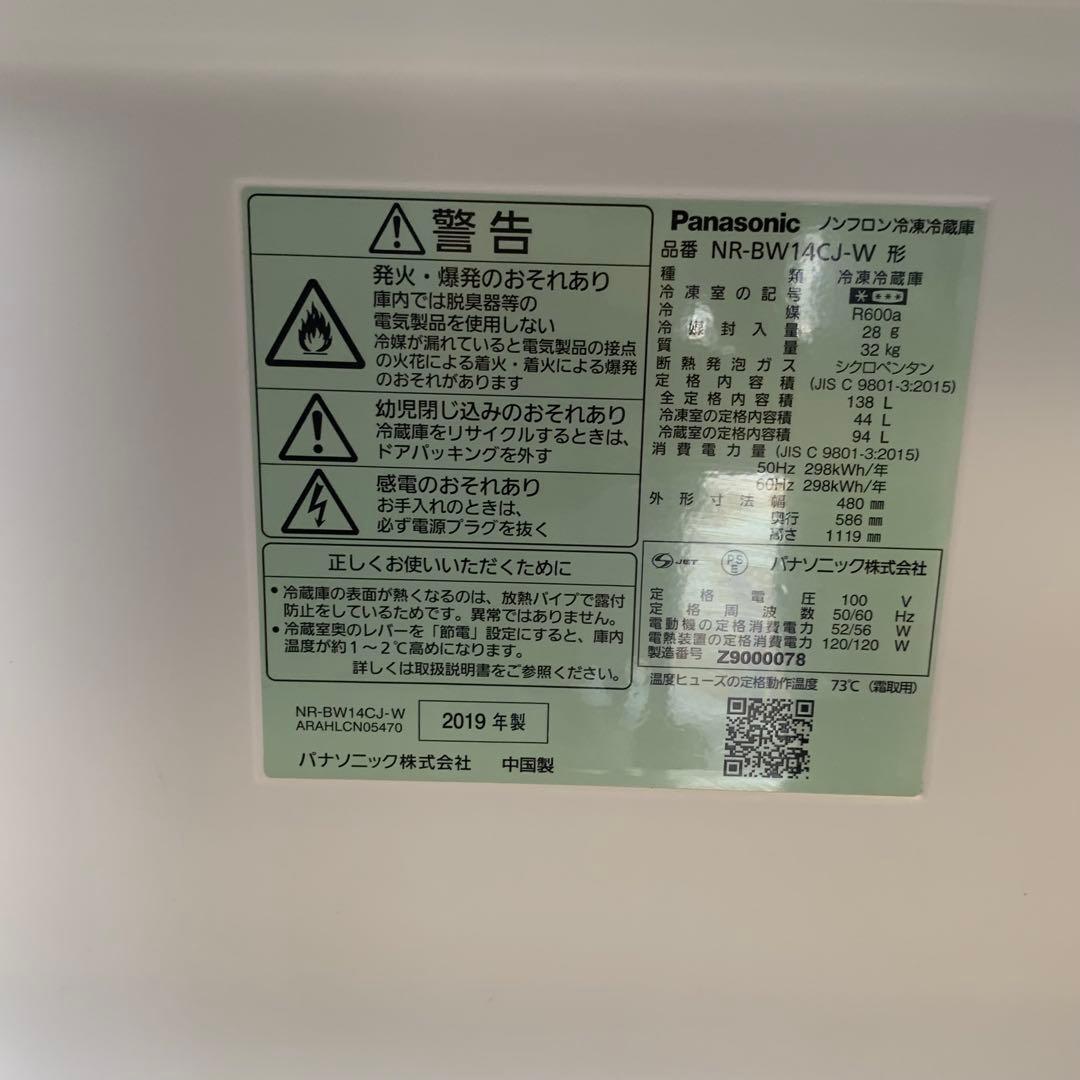 警告
発火・爆発のおそれあり
庫内では脱臭器等の
電気製品を使用しない
冷媒が漏れていると電気製品の接点
の火花による着火・着火による爆発
のおそれがあります
幼児閉じ込みのおそれあり
冷蔵庫をリサイクルするときは、
ドアパッキングを外す
感電のおそれあり
お手入れのときは、
必ず電源プラグを抜く
正しくお使いいただくために
・冷蔵庫の表面が熱くなるのは、放熱パイプで露付
防止をしているためです。異常ではありません。
・冷蔵室奥のレバーを「節電」設定にすると、庫内
温度が約1～2℃高めになります。
詳しくは取扱説明書をご参照ください。
NR-BW14CJ-W
ARAHLCN05470
2019年製
パナソニック株式会社 中国製
Panasonic ノンフロン冷凍冷蔵庫
品番 NR-BW14CJ-W 形
種類 冷凍冷蔵庫
冷凍室の記号 * ***
冷媒 R600a
冷媒封入量 28 g
質量 32 kg
断熱発泡ガス シクロペンタン
定格内容積 (JIS C 9801-3:2015)
全定格内容積 138 L
冷凍室の定格内容積 44 L
冷蔵室の定格内容積 94 L
消費電力量 (JIS C 9801-3:2015)
50Hz 298kWh/年
60Hz 298kWh/年
外形寸法 幅 480 mm
奥行 586 mm
高さ 1119 mm
JET PSE パナソニック株式会社
定格電圧 100 V
定格周波数 50/60 Hz
電動機の定格消費電力 52/56 W
電熱装置の定格消費電力 120/120 W
製造番号 Z9000078
温度ヒューズの定格動作温度 73℃（霜取用）